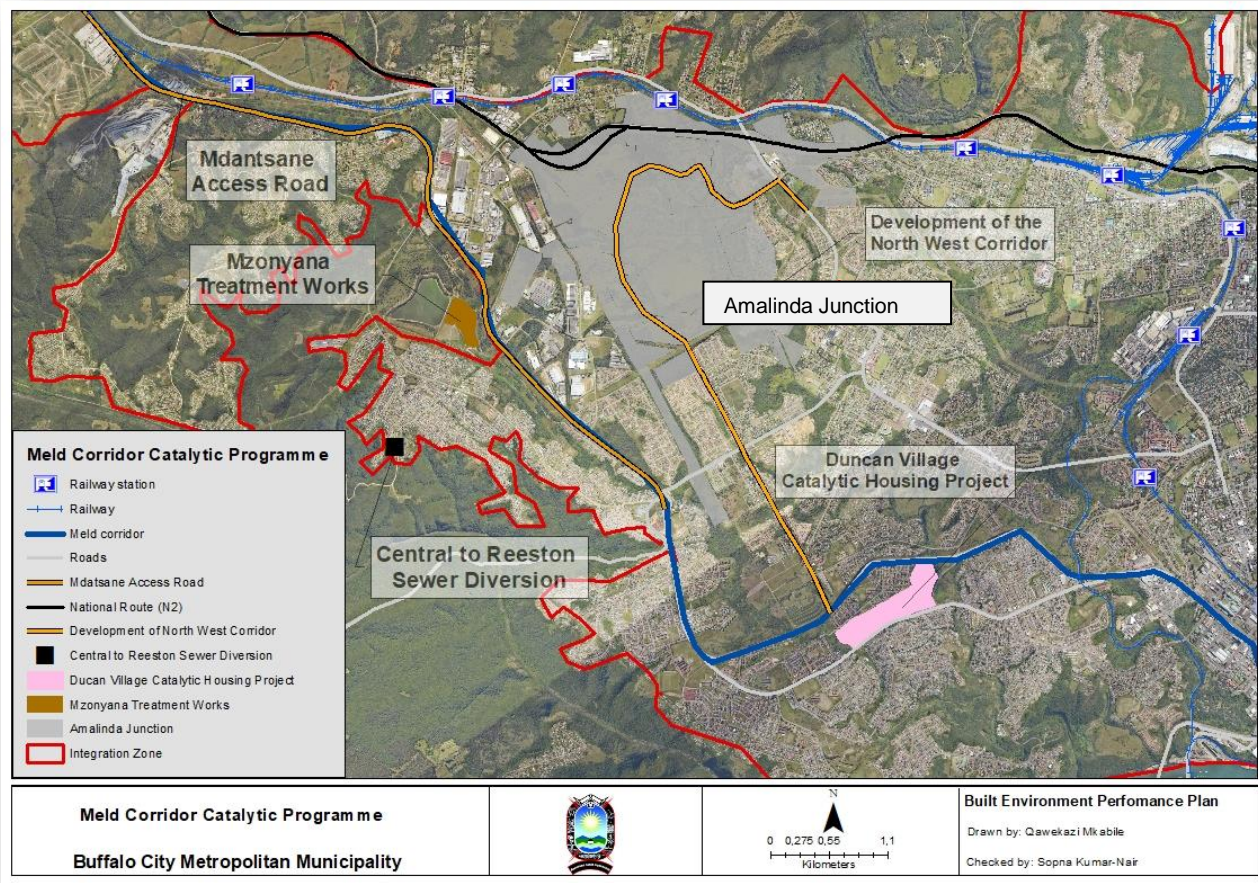 Mdantsane
Access Road
Mzonyana
Treatment Works
Development of the
North West Corridor
Amalinda Junction
Duncan Village
Catalytic Housing Project
Central to Reeston
Sewer Diversion
Meld Corridor Catalytic Programme
Railway station
Railway
Meld corridor
Roads
Mdatsane Access Road
National Route (N2)
Development of North West Corridor
Central to Reeston Sewer Diversion
Ducan Village Catalytic Housing Project
Mzonyana Treatment Works
Amalinda Junction
Integration Zone
Meld Corridor Catalytic Programme
Buffalo City Metropolitan Municipality
N
0 0,275 0,55 1,1
Kilometers
Built Environment Perfomance Plan
Drawn by: Qawekazi Mkabile
Checked by: Sopna Kumar-Nair